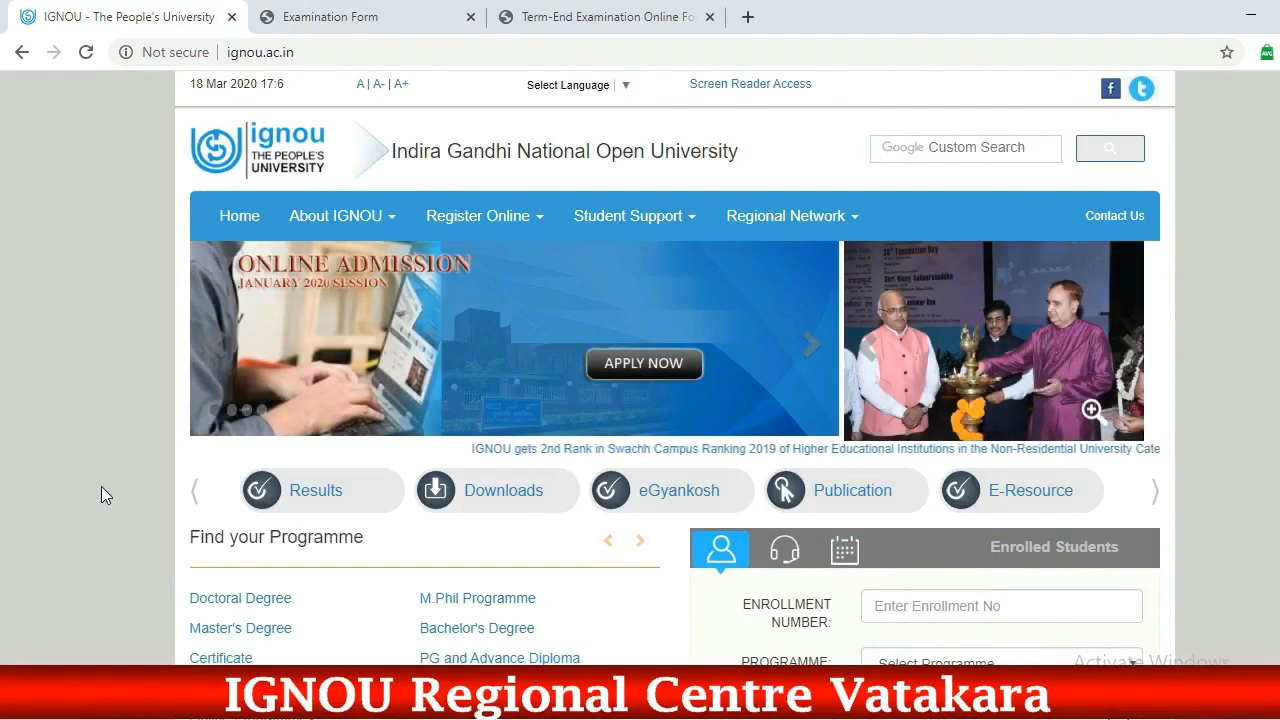 IGNOU - The People's University
Examination Form
Term-End Examination Online Fo
Not secure
ignou.ac.in
18 Mar 2020 17:6
A | A- | A+
Select Language
Screen Reader Access
ignou
THE PEOPLE'S
UNIVERSITY
Indira Gandhi National Open University
Google Custom Search
Home
About IGNOU
Register Online
Student Support
Regional Network
Contact Us
ONLINE ADMISSION
JANUARY 2020 SESSION
APPLY NOW
IGNOU gets 2nd Rank in Swachh Campus Ranking 2019 of Higher Educational Institutions in the Non-Residential University Cate
Results
Downloads
eGyankosh
Publication
E-Resource
Find your Programme
Enrolled Students
Doctoral Degree
M.Phil Programme
Master's Degree
Bachelor's Degree
Certificate
PG and Advance Diploma
ENROLLMENT
NUMBER:
Enter Enrollment No
PROGRAMME:
Select Programme
Activate Windows
IGNOU Regional Centre Vatakara